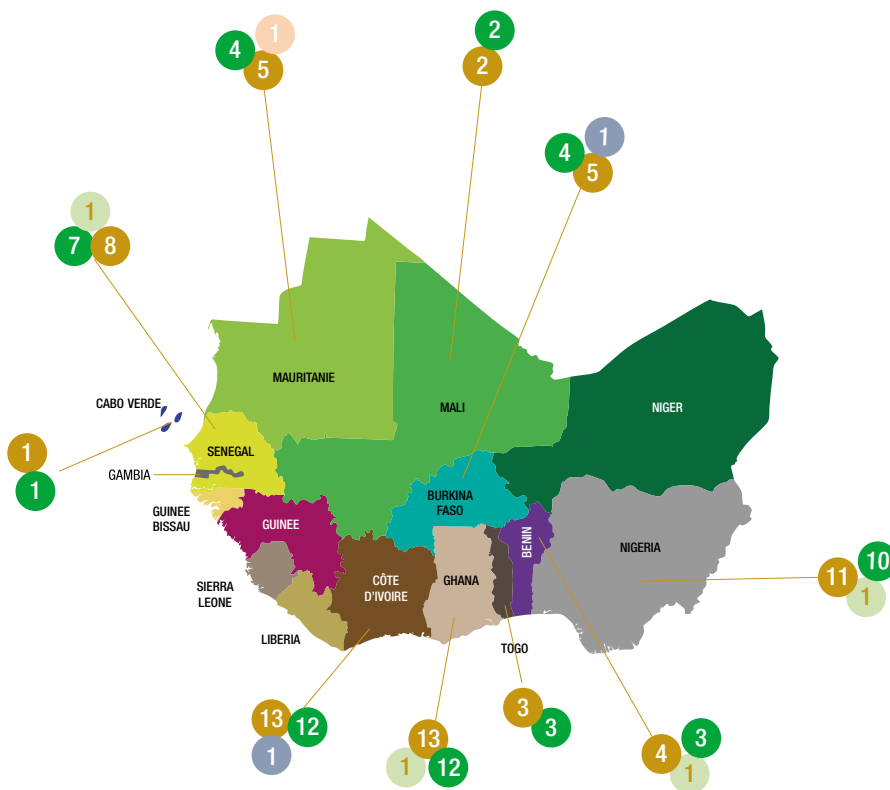 1
4
5
2
2
1
4
5
1
7
8
MAURITANIE
CABO VERDE
MALI
NIGER
1
SENEGAL
1
GAMBIA
BURKINA
FASO
GUINEE
BISSAU
GUINEE
BENIN
NIGERIA
10
11
1
CÔTE
D'IVOIRE
GHANA
SIERRA
LEONE
LIBERIA
TOGO
13
12
1
13
1
12
3
3
3
4
1